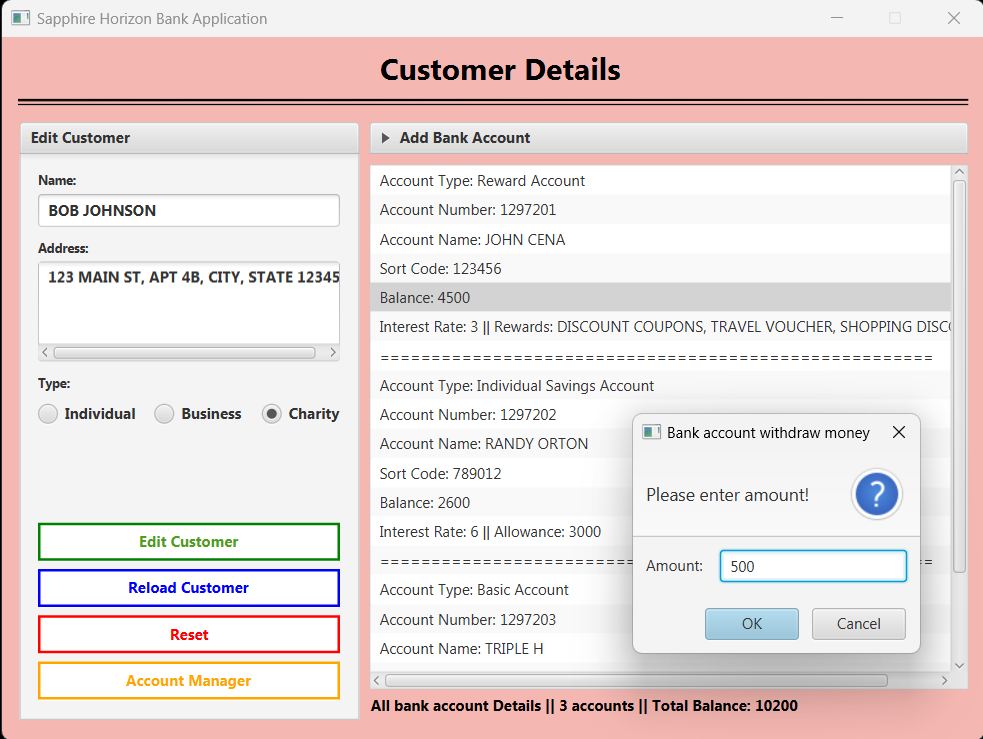 Sapphire Horizon Bank Application
Customer Details
Edit Customer
Name:
BOB JOHNSON
Address:
123 MAIN ST, APT 4B, CITY, STATE 12345
Type:
Individual Business Charity
Edit Customer
Reload Customer
Reset
Account Manager
Add Bank Account
Account Type: Reward Account
Account Number: 1297201
Account Name: JOHN CENA
Sort Code: 123456
Balance: 4500
Interest Rate: 3 || Rewards: DISCOUNT COUPONS, TRAVEL VOUCHER, SHOPPING DISC
======================================================
Account Type: Individual Savings Account
Account Number: 1297202
Account Name: RANDY ORTON
Sort Code: 789012
Balance: 2600
Interest Rate: 6 || Allowance: 3000
======================================================
Account Type: Basic Account
Account Number: 1297203
Account Name: TRIPLE H
All bank account Details || 3 accounts || Total Balance: 10200
Bank account withdraw money
Please enter amount!
?
Amount: 500
OK Cancel